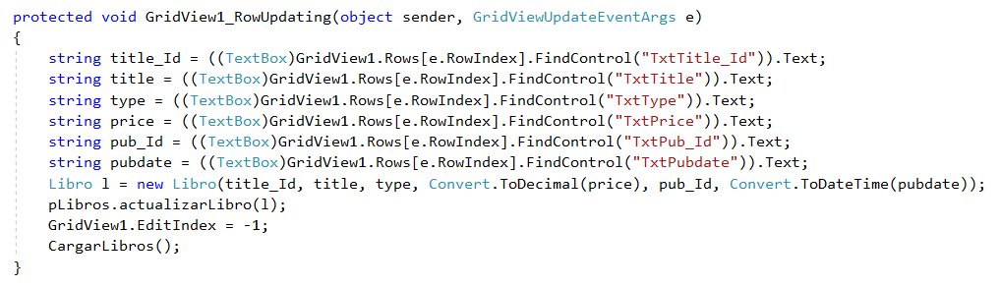 protected void GridView1_RowUpdating(object sender, GridViewUpdateEventArgs e)
{
    string title_Id = ((TextBox)GridView1.Rows[e.RowIndex].FindControl("TxtTitle_Id")).Text;
    string title = ((TextBox)GridView1.Rows[e.RowIndex].FindControl("TxtTitle")).Text;
    string type = ((TextBox)GridView1.Rows[e.RowIndex].FindControl("TxtType")).Text;
    string price = ((TextBox)GridView1.Rows[e.RowIndex].FindControl("TxtPrice")).Text;
    string pub_Id = ((TextBox)GridView1.Rows[e.RowIndex].FindControl("TxtPub_Id")).Text;
    string pubdate = ((TextBox)GridView1.Rows[e.RowIndex].FindControl("TxtPubdate")).Text;
    Libro l = new Libro(title_Id, title, type, Convert.ToDecimal(price), pub_Id, Convert.ToDateTime(pubdate));
    pLibros.actualizarLibro(l);
    GridView1.EditIndex = -1;
    CargarLibros();
}